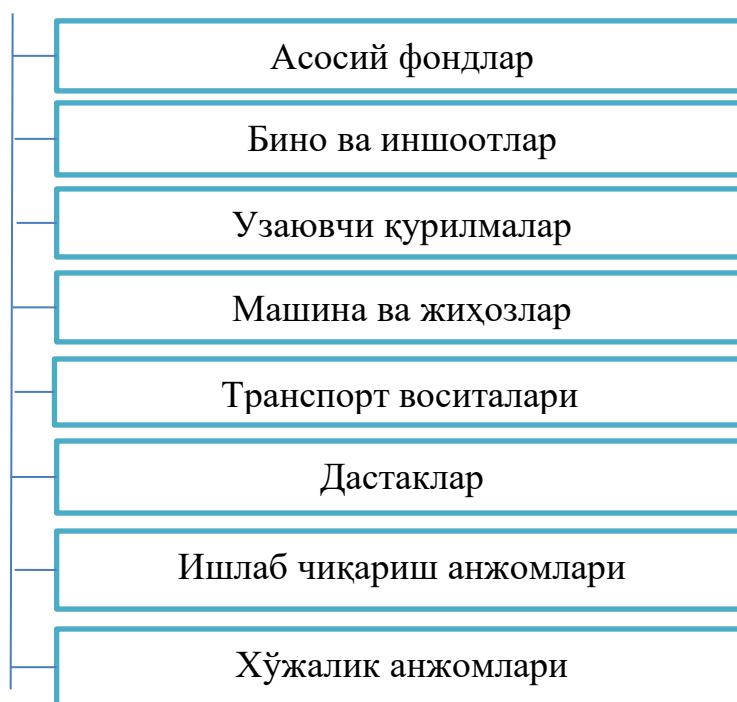 Асосий фондлар
Бино ва иншоотлар
Узаювчи қурилмалар
Машина ва жиҳозлар
Транспорт воситалари
Дастаклар
Ишлаб чиқариш анжомлари
Хўжалик анжомлари